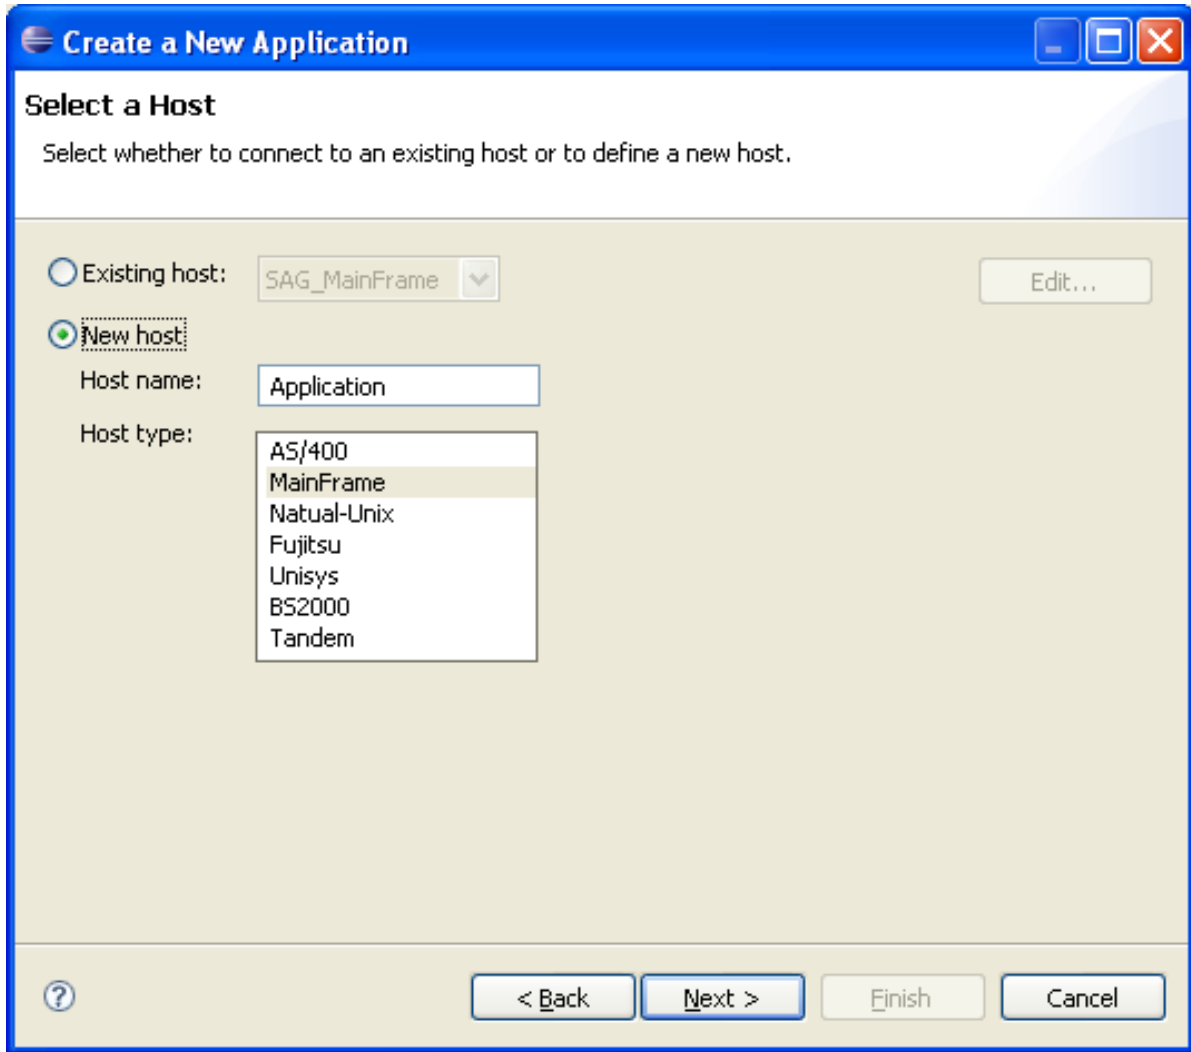 Create a New Application
Select a Host
Select whether to connect to an existing host or to define a new host.
Existing host: SAG_MainFrame Edit...
New host
Host name: Application
Host type:
AS/400
MainFrame
Natual-Unix
Fujitsu
Unisys
BS2000
Tandem
? < Back Next > Finish Cancel